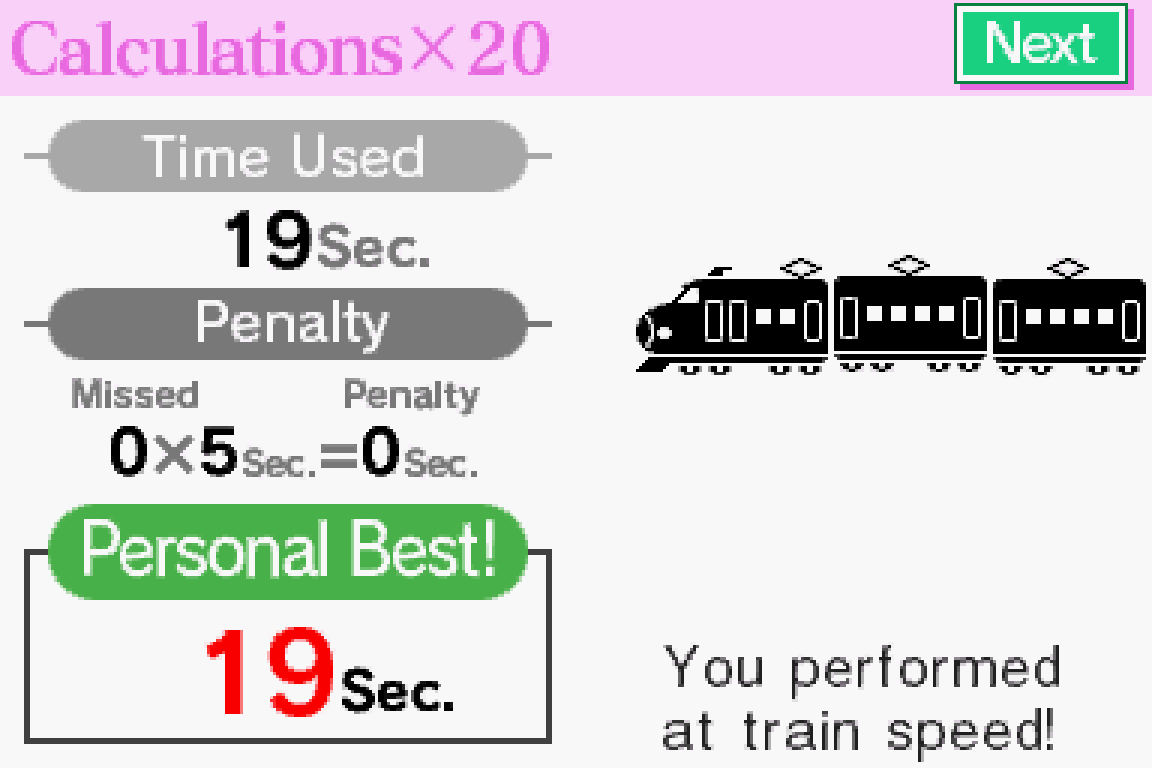 Calculations×20
Next
Time Used
19Sec.
Penalty
Missed Penalty
0×5Sec.=0Sec.
Personal Best!
19Sec.
You performed
at train speed!